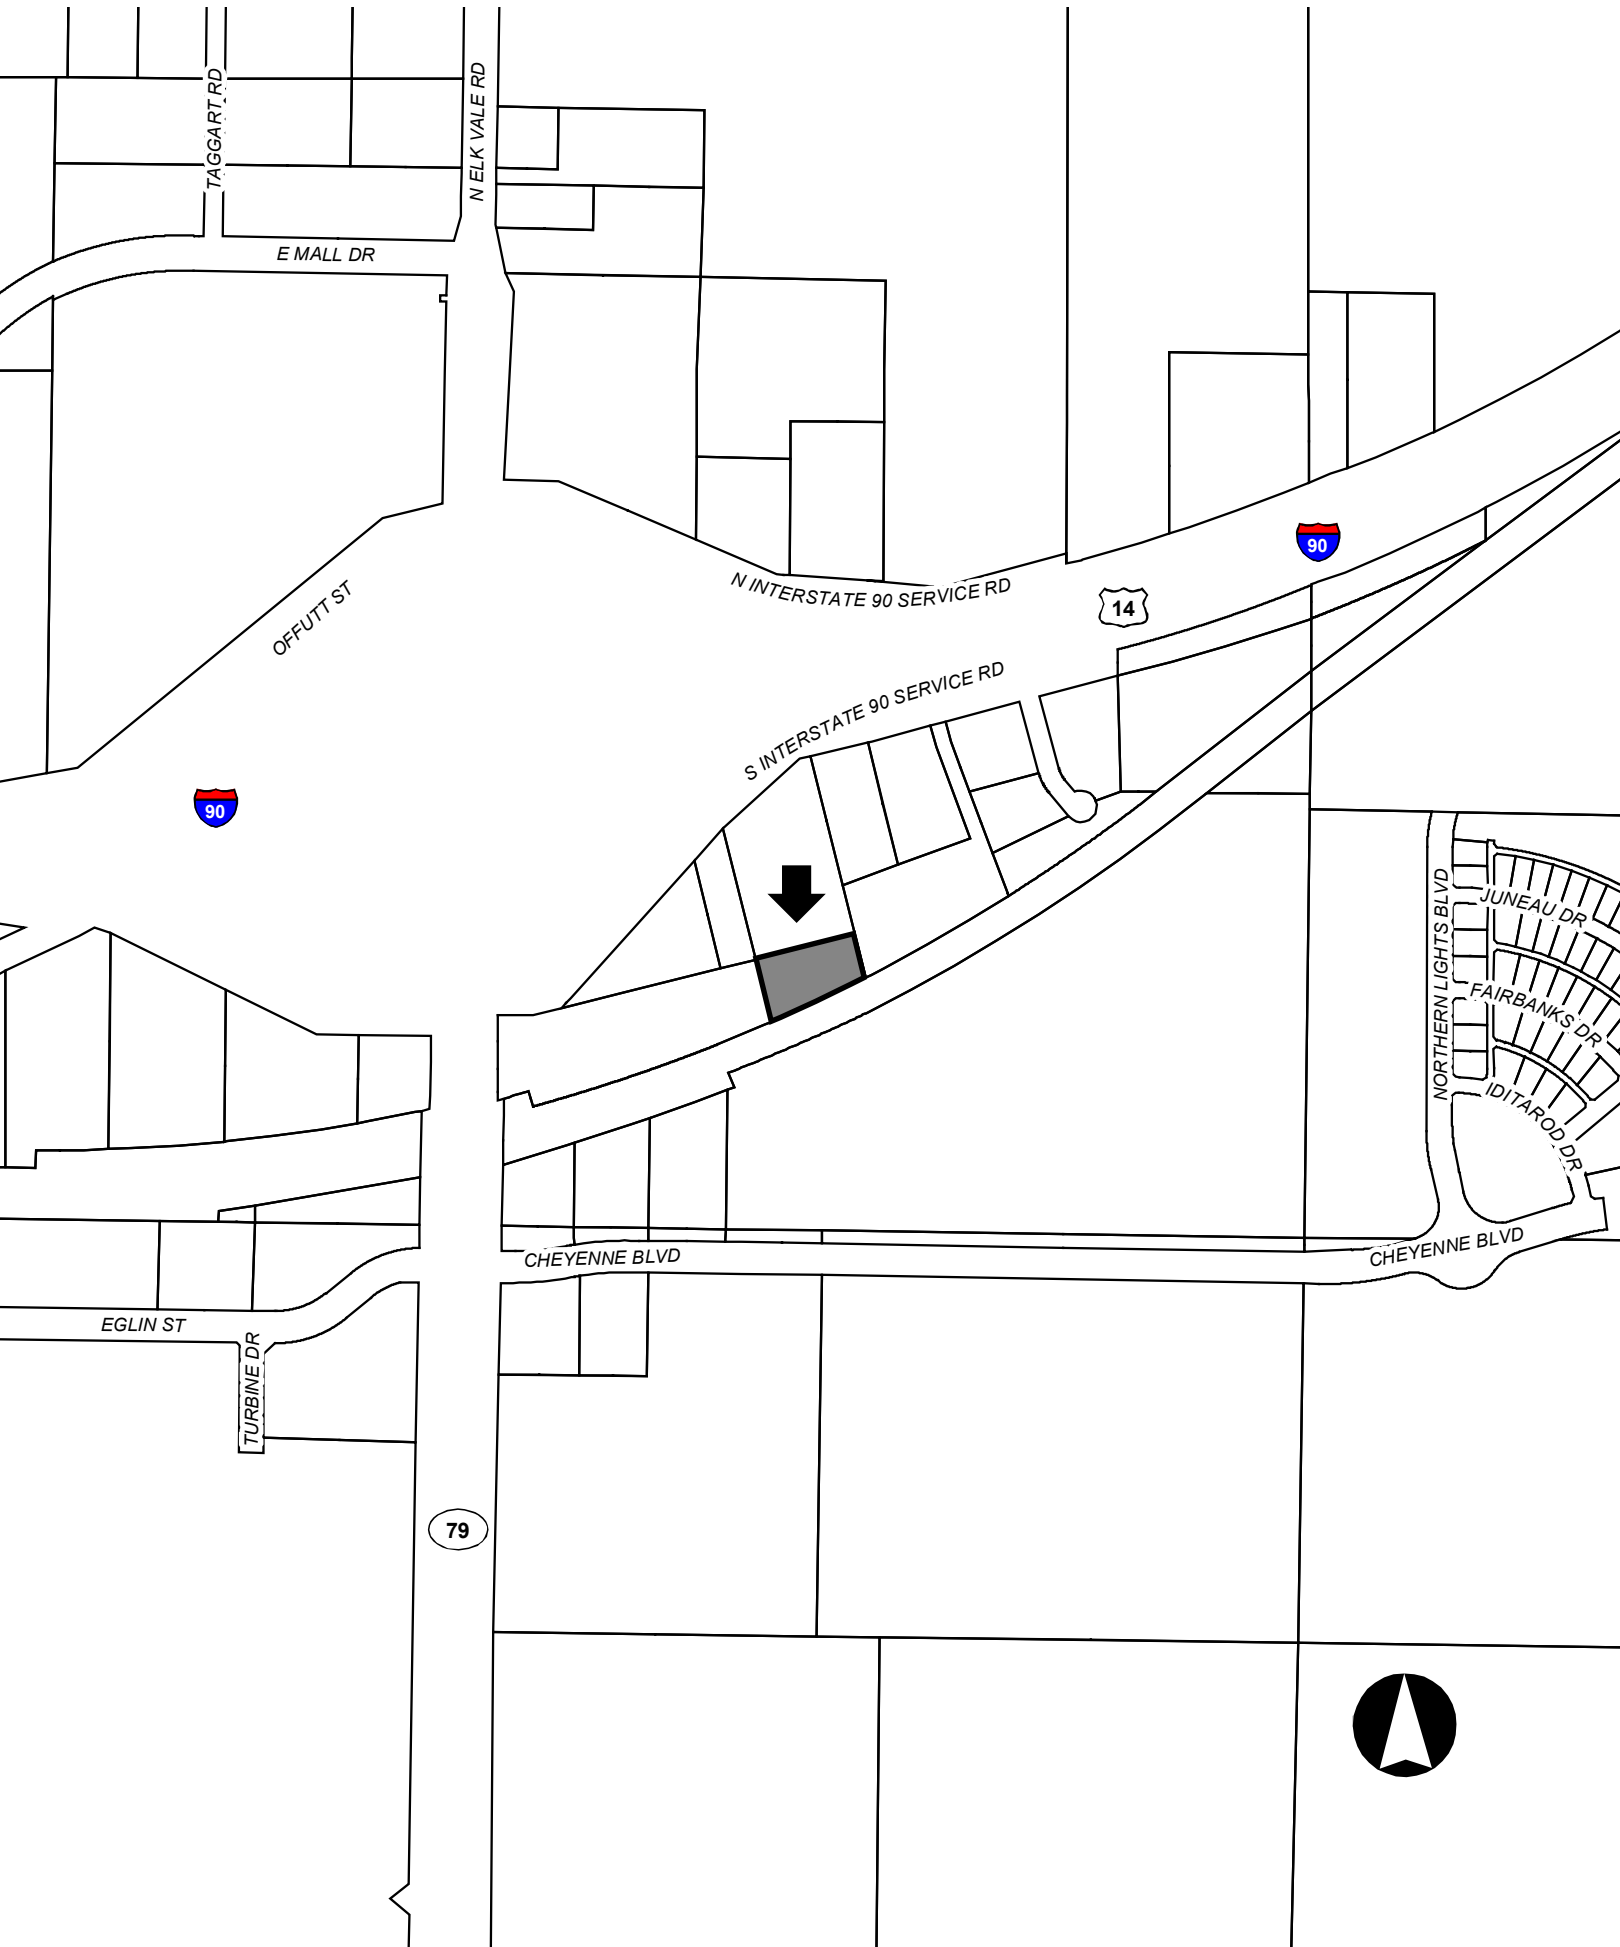 TAGGART RD
N ELK VALE RD
E MALL DR
90
N INTERSTATE 90 SERVICE RD
14
OFFUTT ST
S INTERSTATE 90 SERVICE RD
90
NORTHERN LIGHTS BLVD
JUNEAU DR
FAIRBANKS DR
IDITAROD DR
CHEYENNE BLVD
CHEYENNE BLVD
EGLIN ST
TURBINE DR
79